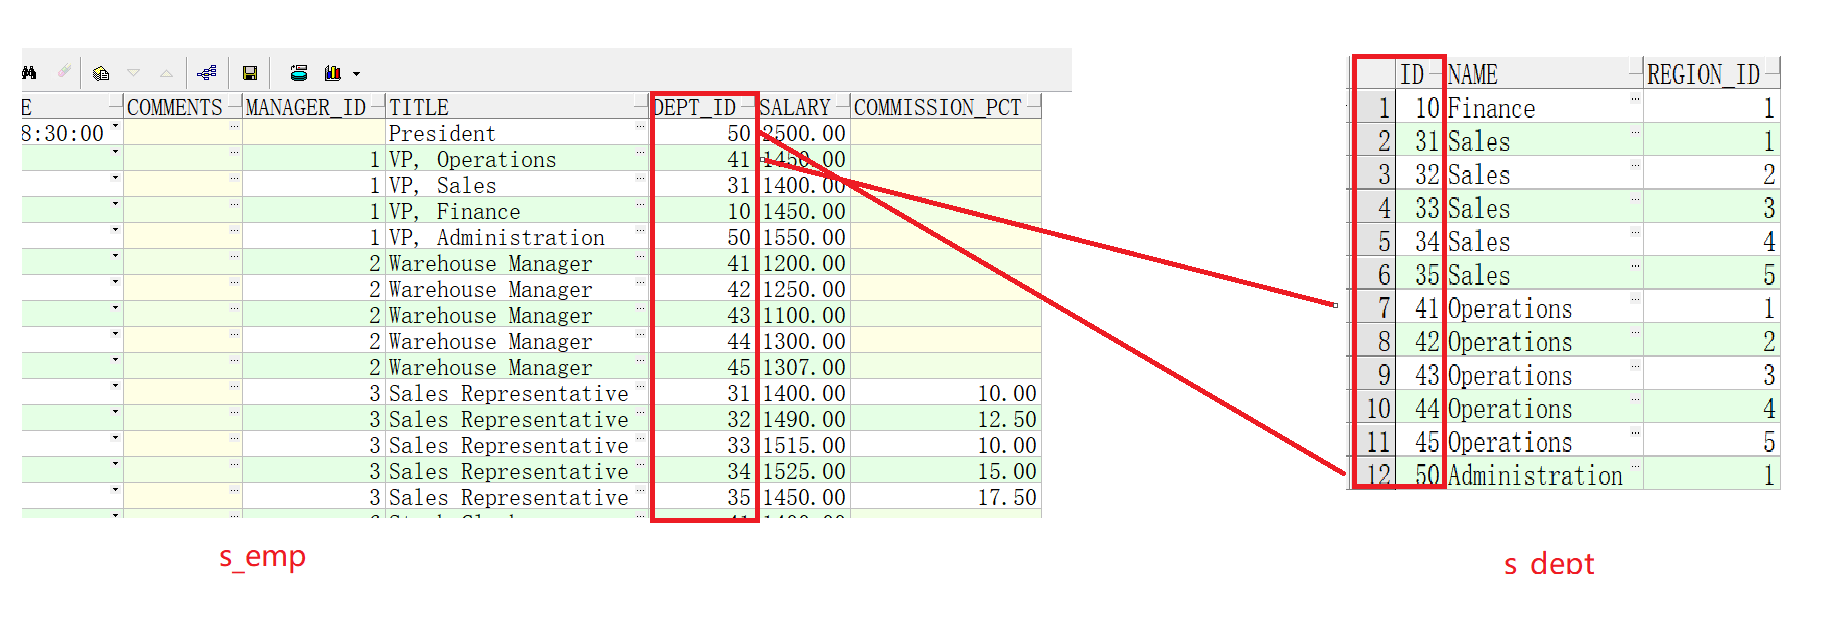 E COMMENTS MANAGER_ID TITLE DEPT_ID SALARY COMMISSION_PCT
8:30:00 President 50 2500.00
1 VP, Operations 41 1450.00
1 VP, Sales 31 1400.00
1 VP, Finance 10 1450.00
1 VP, Administration 50 1550.00
2 Warehouse Manager 41 1200.00
2 Warehouse Manager 42 1250.00
2 Warehouse Manager 43 1100.00
2 Warehouse Manager 44 1300.00
2 Warehouse Manager 45 1307.00
3 Sales Representative 31 1400.00 10.00
3 Sales Representative 32 1490.00 12.50
3 Sales Representative 33 1515.00 10.00
3 Sales Representative 34 1525.00 15.00
3 Sales Representative 35 1450.00 17.50
s_emp
ID NAME REGION_ID
1 10 Finance 1
2 31 Sales 1
3 32 Sales 2
4 33 Sales 3
5 34 Sales 4
6 35 Sales 5
7 41 Operations 1
8 42 Operations 2
9 43 Operations 3
10 44 Operations 4
11 45 Operations 5
12 50 Administration 1
s_dept